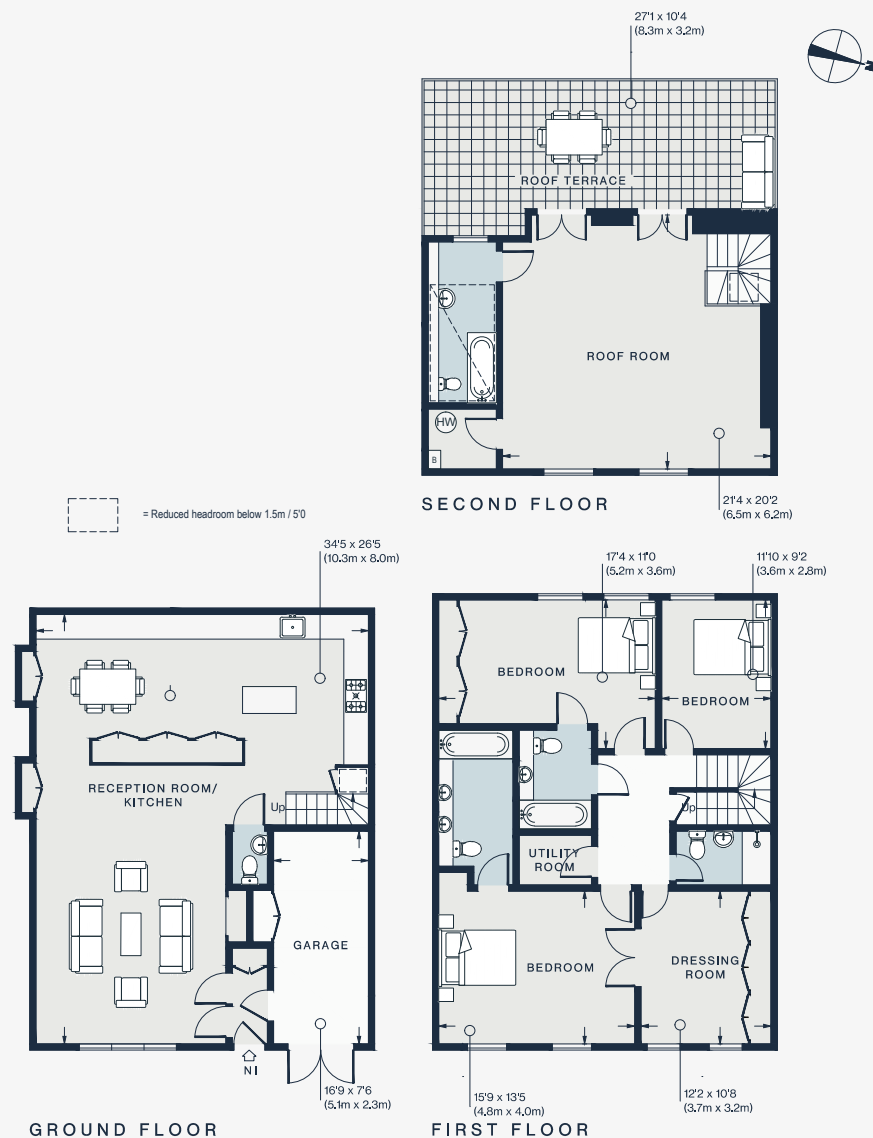 27'1 x 10'4
(8.3m x 3.2m)
N
ROOF TERRACE
ROOF ROOM
HW
B
SECOND FLOOR
21'4 x 20'2
(6.5m x 6.2m)
= Reduced headroom below 1.5m / 5'0
34'5 x 26'5
(10.3m x 8.0m)
17'4 x 11'0
(5.2m x 3.6m)
11'10 x 9'2
(3.6m x 2.8m)
BEDROOM
BEDROOM
RECEPTION ROOM/
KITCHEN
Up
Up
UTILITY
ROOM
GARAGE
BEDROOM
DRESSING
ROOM
IN
16'9 x 7'6
(5.1m x 2.3m)
15'9 x 13'5
(4.8m x 4.0m)
12'2 x 10'8
(3.7m x 3.2m)
GROUND FLOOR
FIRST FLOOR